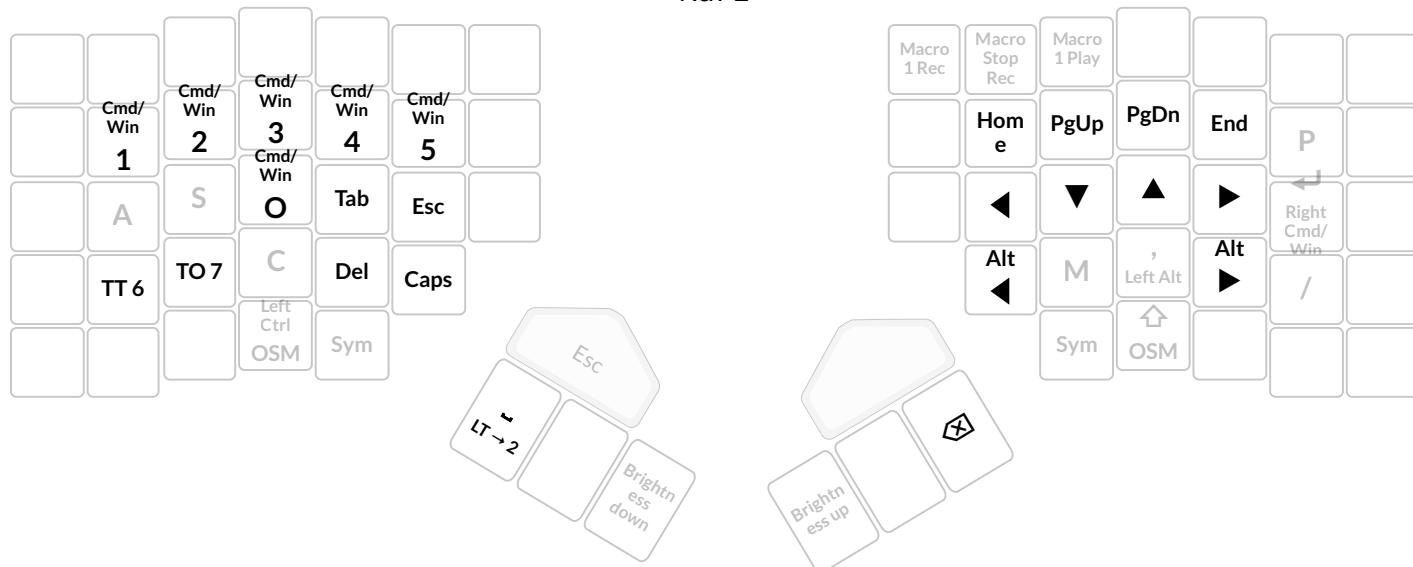 Macro
1 Rec
Macro
Stop
Rec
Macro
1 Play
Cmd/
Win
1
Cmd/
Win
2
Cmd/
Win
3
Cmd/
Win
4
Cmd/
Win
5
Hom
e
PgUp
PgDn
End
P
A
S
Cmd/
Win
0
Tab
Esc
Right
Cmd/
Win
TT 6
TO 7
C
Del
Caps
Alt
M
,
Left Alt
Alt
/
Left
Ctrl
OSM
Sym
Sym
OSM
Esc
LT → 2
Brightn
ess
down
Brightn
ess up